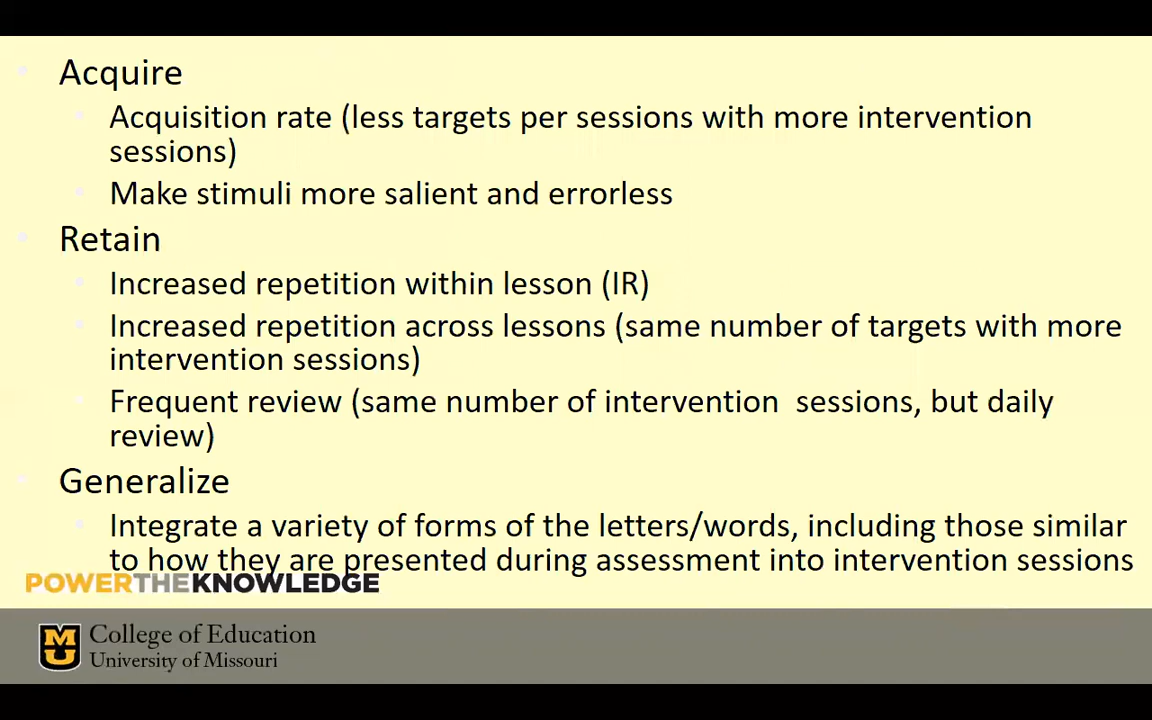 Acquire
Acquisition rate (less targets per sessions with more intervention
sessions)
Make stimuli more salient and errorless
Retain
Increased repetition within lesson (IR)
Increased repetition across lessons (same number of targets with more
intervention sessions)
Frequent review (same number of intervention  sessions, but daily
review)
Generalize
Integrate a variety of forms of the letters/words, including those similar
to how they are presented during assessment into intervention sessions
POWERTHEKNOWLEDGE
MU
College of Education
University of Missouri